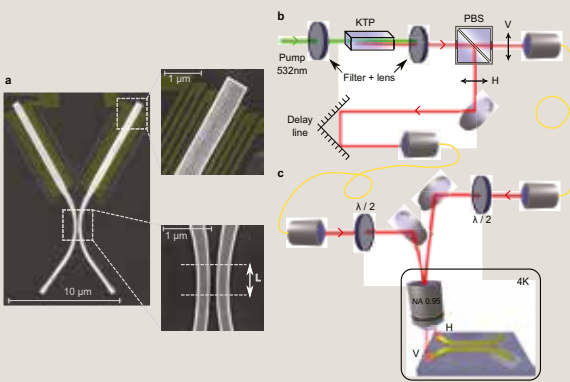 a
1 µm
1 µm
L
10 µm
b
KTP
PBS
V
Pump
532nm
Filter + lens
H
Delay
line
c
λ / 2
λ / 2
4K
NA 0.95
H
V